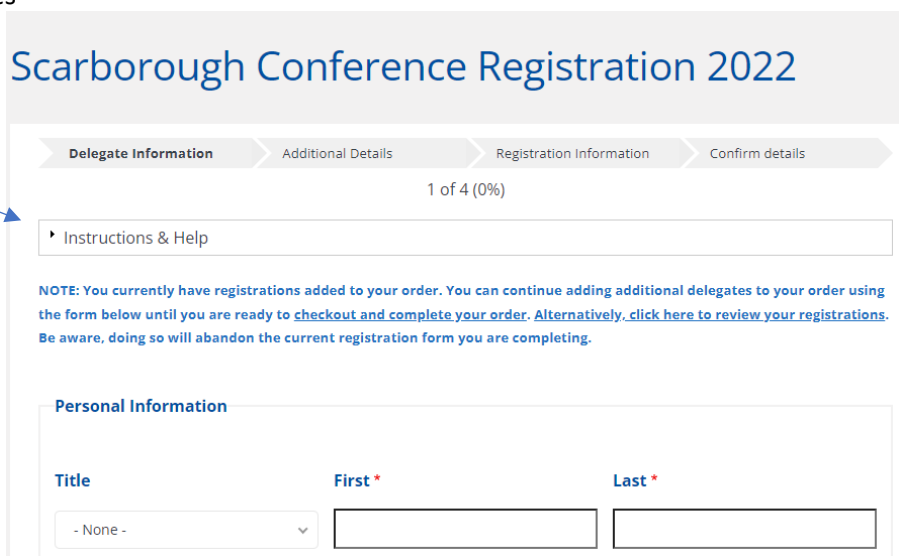 Scarborough Conference Registration 2022
Delegate Information Additional Details Registration Information Confirm details
1 of 4 (0%)
Instructions & Help
NOTE: You currently have registrations added to your order. You can continue adding additional delegates to your order using
the form below until you are ready to checkout and complete your order. Alternatively, click here to review your registrations.
Be aware, doing so will abandon the current registration form you are completing.
Personal Information
Title First * Last *
- None -